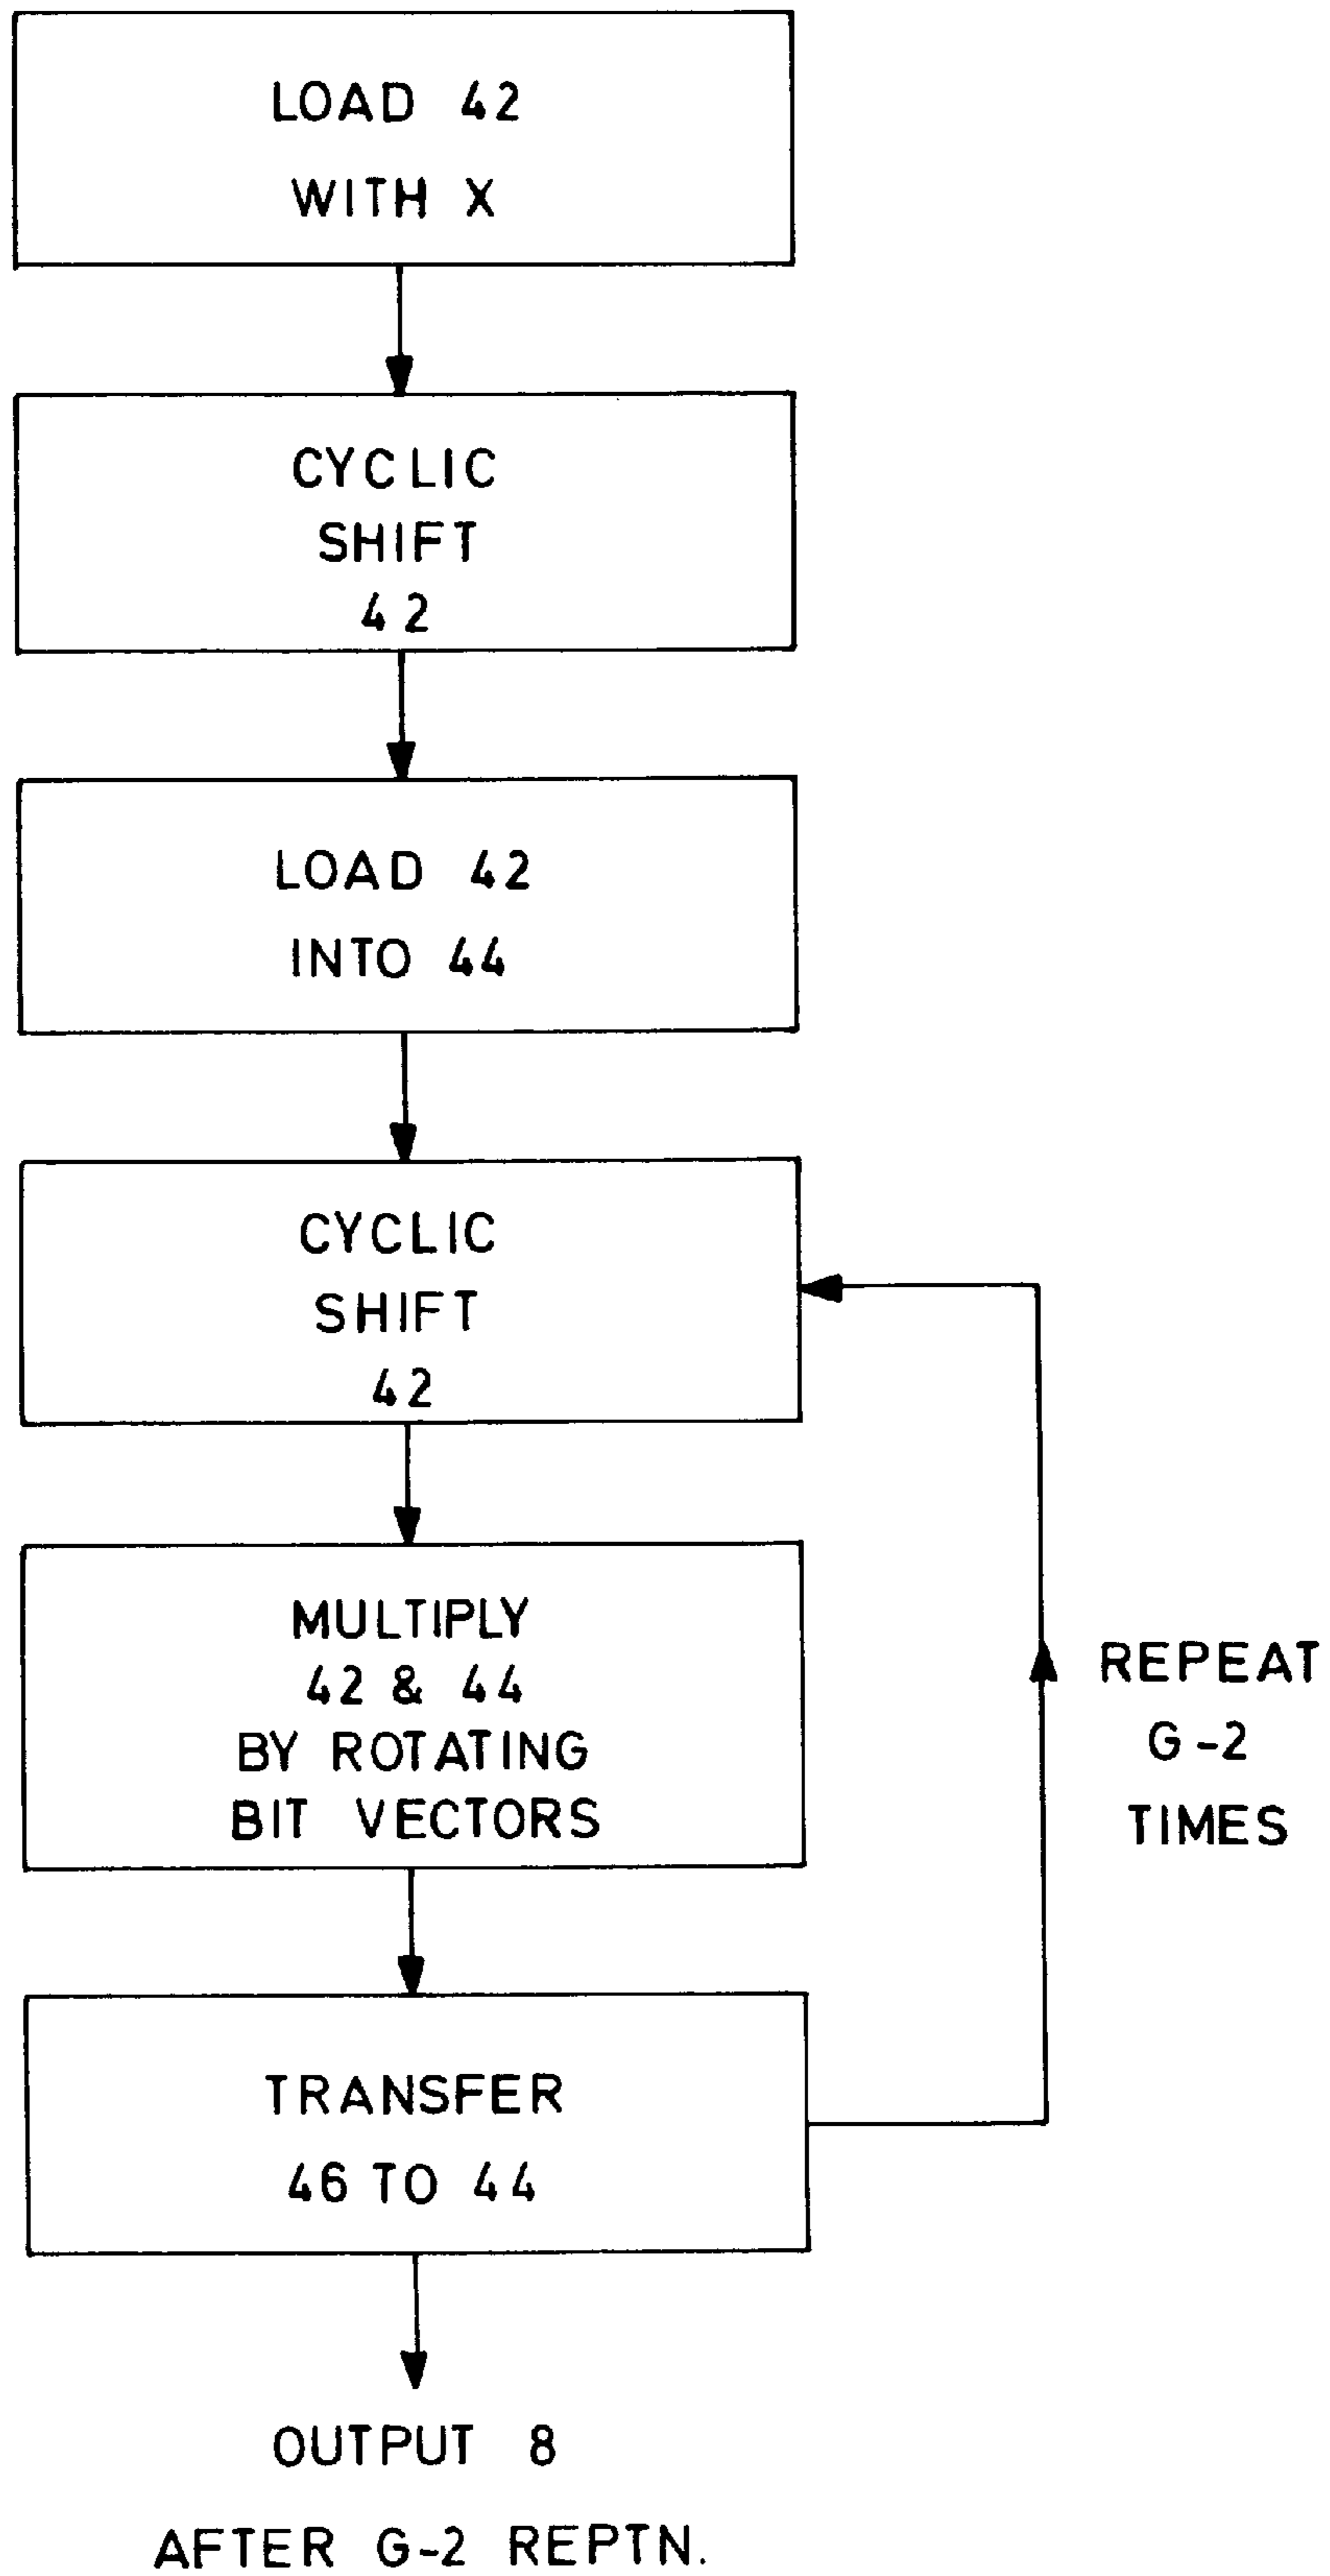 LOAD 42
WITH X
CYCLIC
SHIFT
42
LOAD 42
INTO 44
CYCLIC
SHIFT
42
MULTIPLY
42 & 44
BY ROTATING
BIT VECTORS
TRANSFER
46 TO 44
REPEAT
G-2
TIMES
OUTPUT 8
AFTER G-2 REPTN.